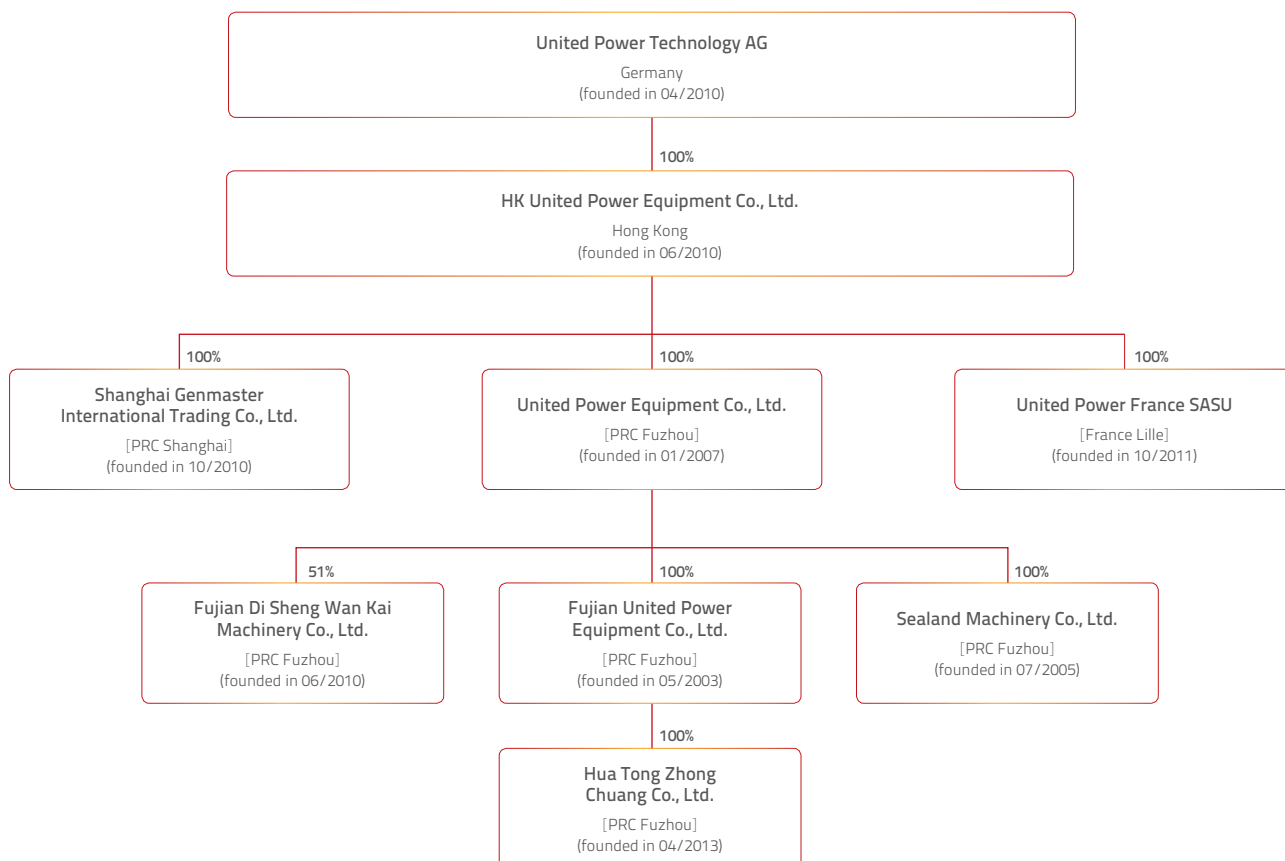 United Power Technology AG
Germany
(founded in 04/2010)
100%
HK United Power Equipment Co., Ltd.
Hong Kong
(founded in 06/2010)
100%
100%
100%
Shanghai Genmaster
International Trading Co., Ltd.
[PRC Shanghai]
(founded in 10/2010)
United Power Equipment Co., Ltd.
[PRC Fuzhou]
(founded in 01/2007)
United Power France SASU
[France Lille]
(founded in 10/2011)
51%
100%
100%
Fujian Di Sheng Wan Kai
Machinery Co., Ltd.
[PRC Fuzhou]
(founded in 06/2010)
Fujian United Power
Equipment Co., Ltd.
[PRC Fuzhou]
(founded in 05/2003)
Sealand Machinery Co., Ltd.
[PRC Fuzhou]
(founded in 07/2005)
100%
Hua Tong Zhong
Chuang Co., Ltd.
[PRC Fuzhou]
(founded in 04/2013)